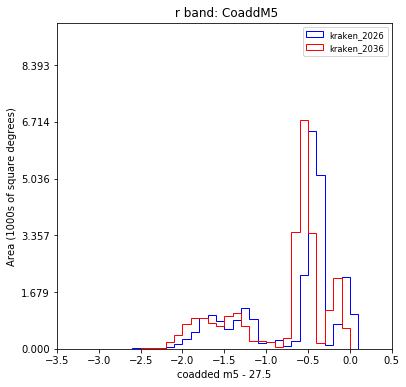 r band: CoaddM5
kraken_2026
kraken_2036
Area (1000s of square degrees)
8.393
6.714
5.036
3.357
1.679
0.000
−3.5 −3.0 −2.5 −2.0 −1.5 −1.0 −0.5 0.0 0.5
coadded m5 - 27.5